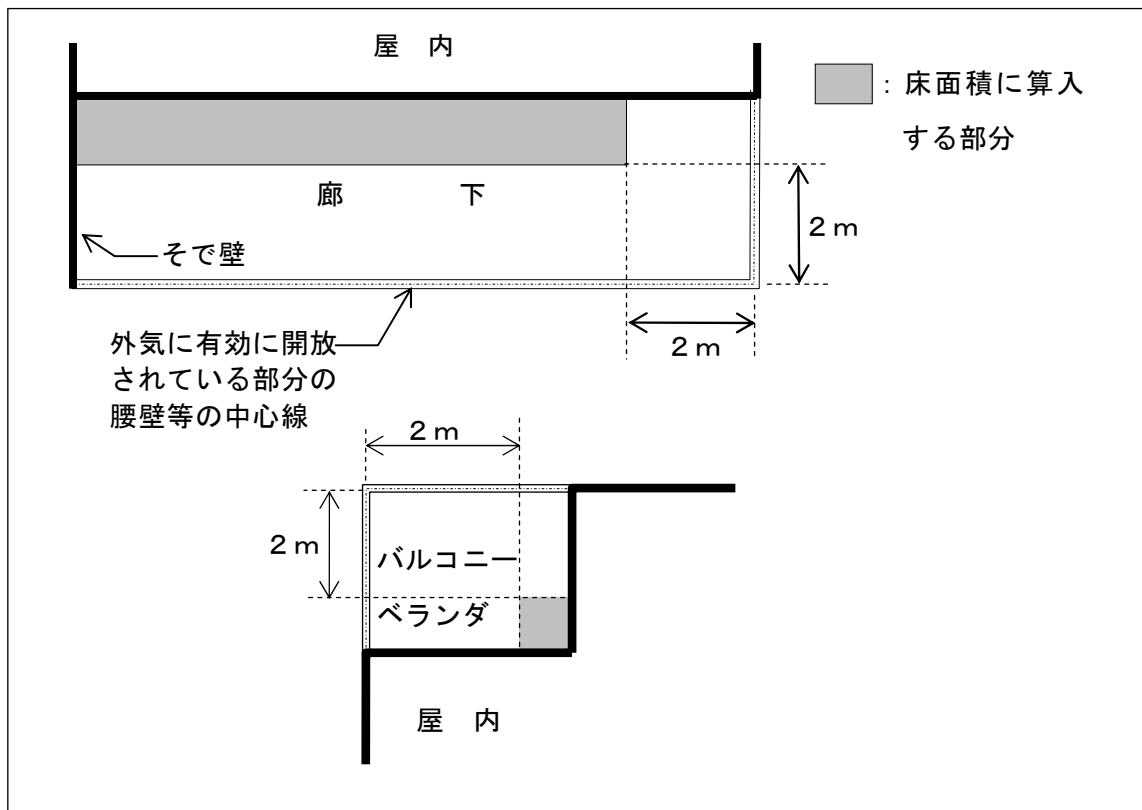 屋 内
: 床面積に算入
する部分
廊 下
2m
そで壁
2m
外気に有効に開放
されている部分の
腰壁等の中心線
2m
2m
バルコニー
ベランダ
屋 内